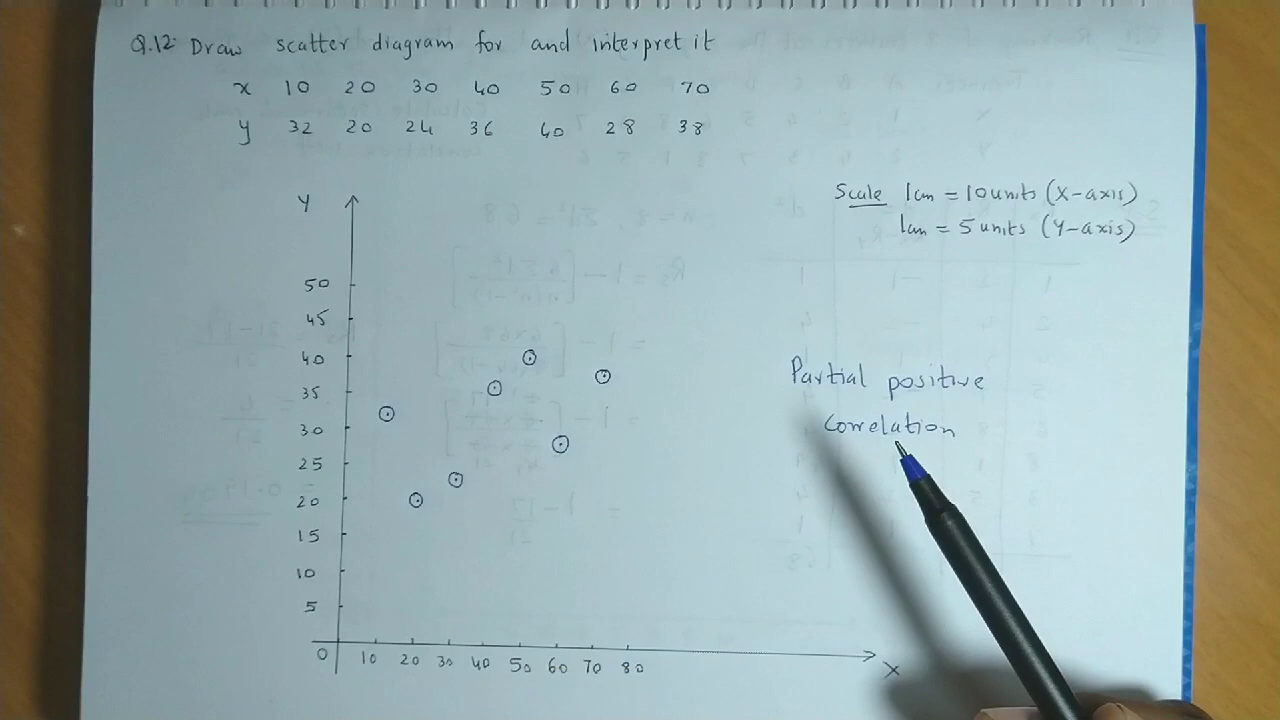 Q.12. Draw scatter diagram for and interpret it
x 10 20 30 40 50 60 70
y 32 20 24 36 40 28 38
Scale 1cm = 10 units (X-axis)
1cm = 5 units (Y-axis)
Y
50
45
40
35
30
25
20
15
10
5
0 10 20 30 40 50 60 70 80
X
Partial positive
correlation